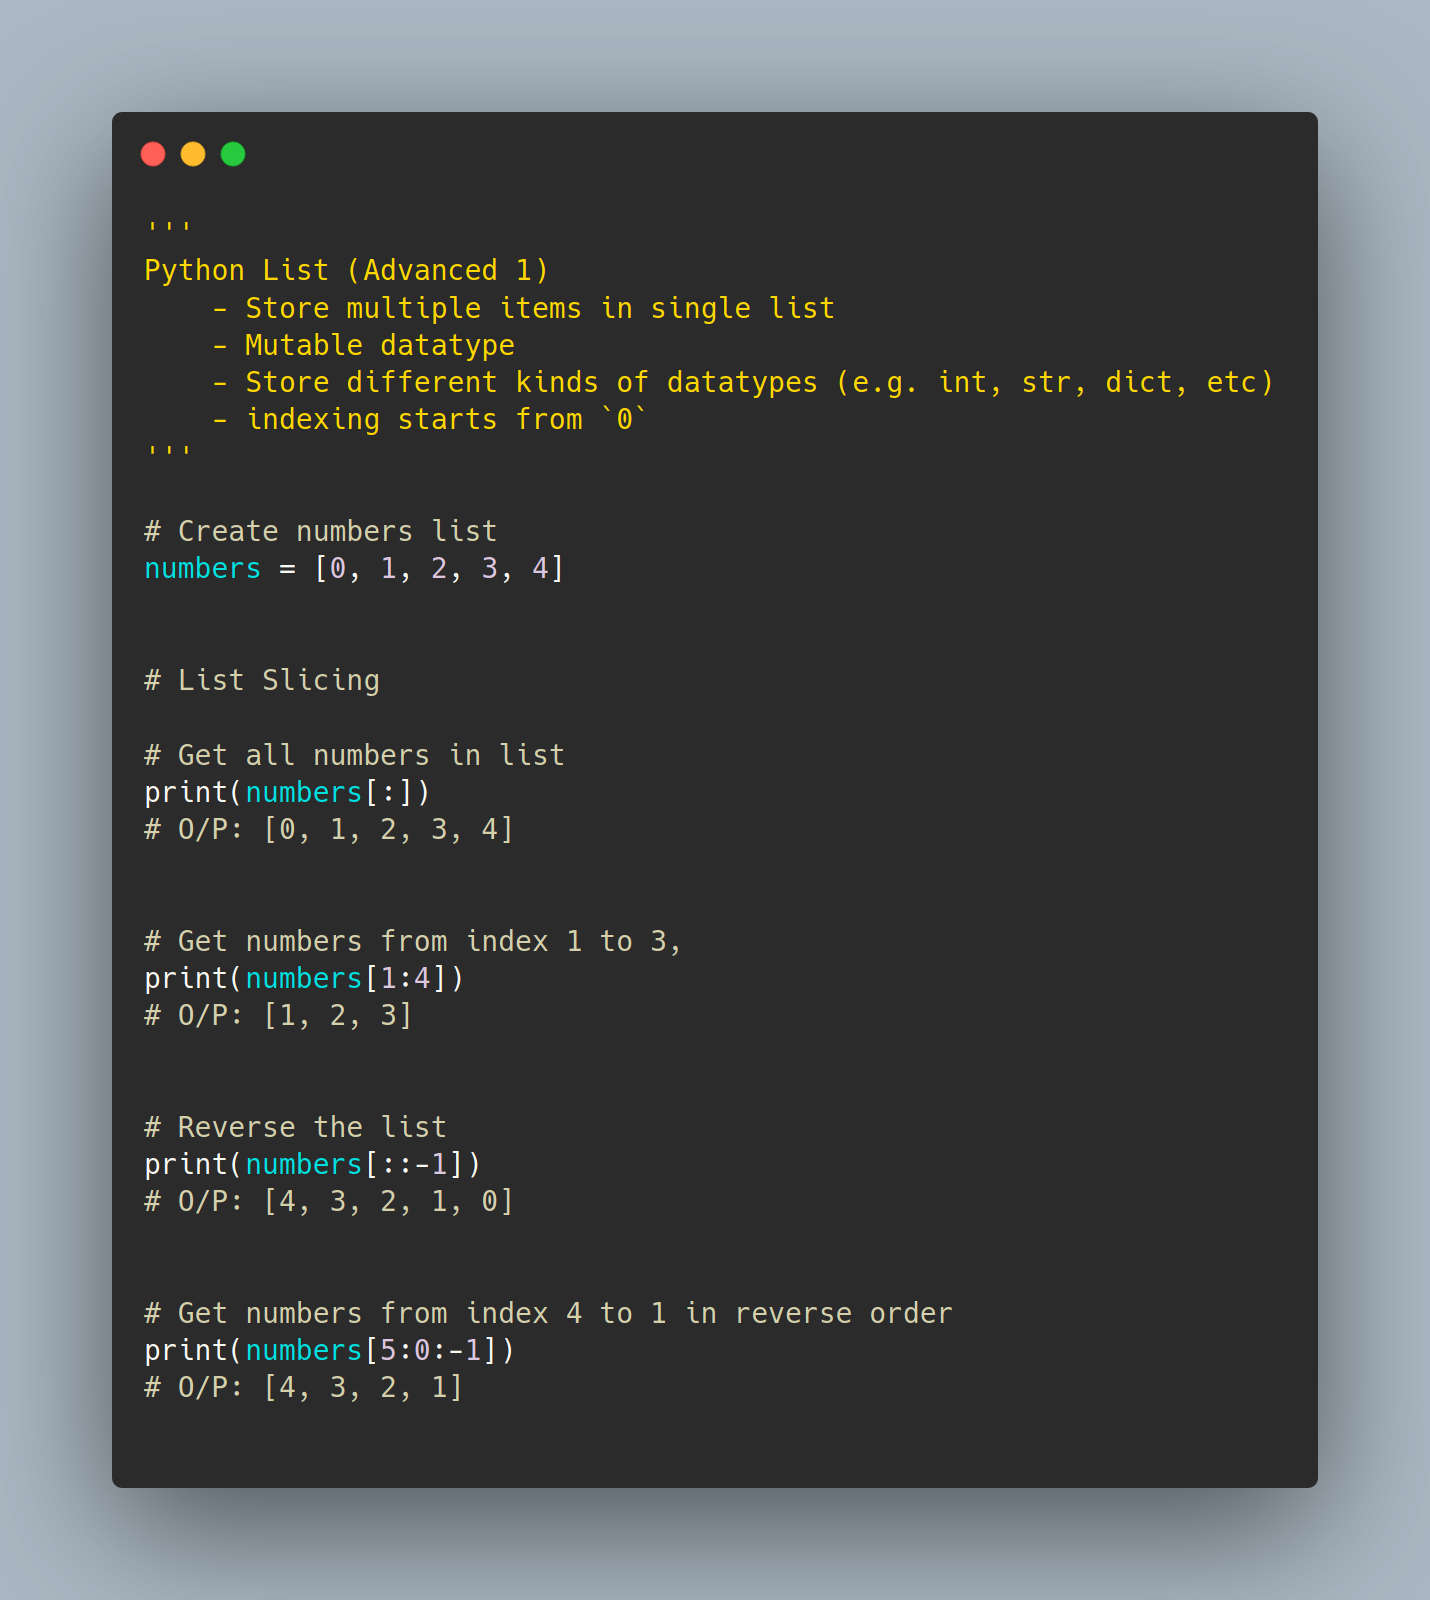 '''
Python List (Advanced 1)
    - Store multiple items in single list
    - Mutable datatype
    - Store different kinds of datatypes (e.g. int, str, dict, etc)
    - indexing starts from `0`
'''
# Create numbers list
numbers = [0, 1, 2, 3, 4]
# List Slicing
# Get all numbers in list
print(numbers[:])
# O/P: [0, 1, 2, 3, 4]
# Get numbers from index 1 to 3,
print(numbers[1:4])
# O/P: [1, 2, 3]
# Reverse the list
print(numbers[::-1])
# O/P: [4, 3, 2, 1, 0]
# Get numbers from index 4 to 1 in reverse order
print(numbers[5:0:-1])
# O/P: [4, 3, 2, 1]